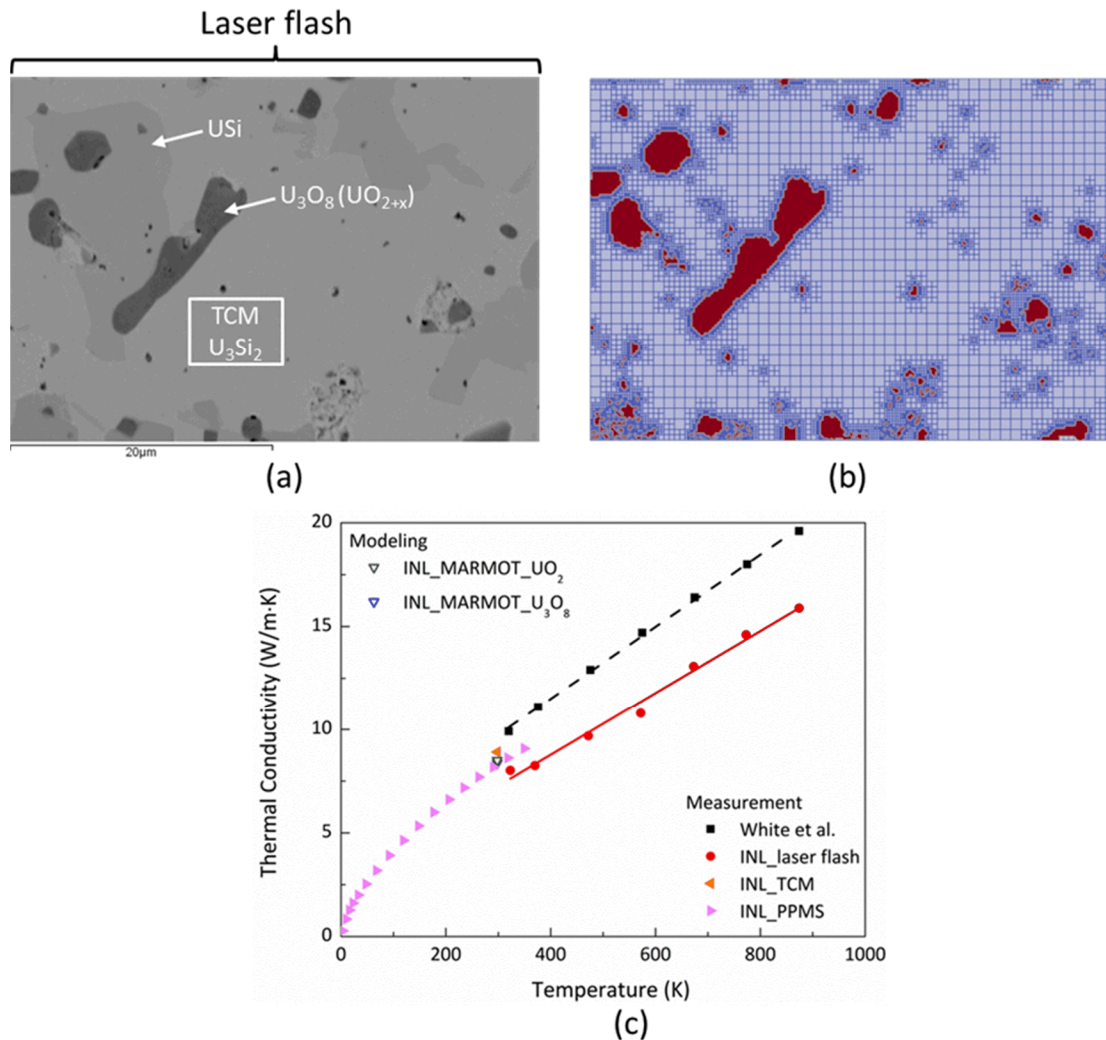 Laser flash
USi
U₃O₈ (UO₂₊ₓ)
TCM
U₃Si₂
20µm
(a)
(b)
Thermal Conductivity (W/m·K)
20
15
10
5
0
Modeling
INL_MARMOT_UO₂
INL_MARMOT_U₃O₈
Measurement
White et al.
INL_laser flash
INL_TCM
INL_PPMS
0
200
400
600
800
1000
Temperature (K)
(c)